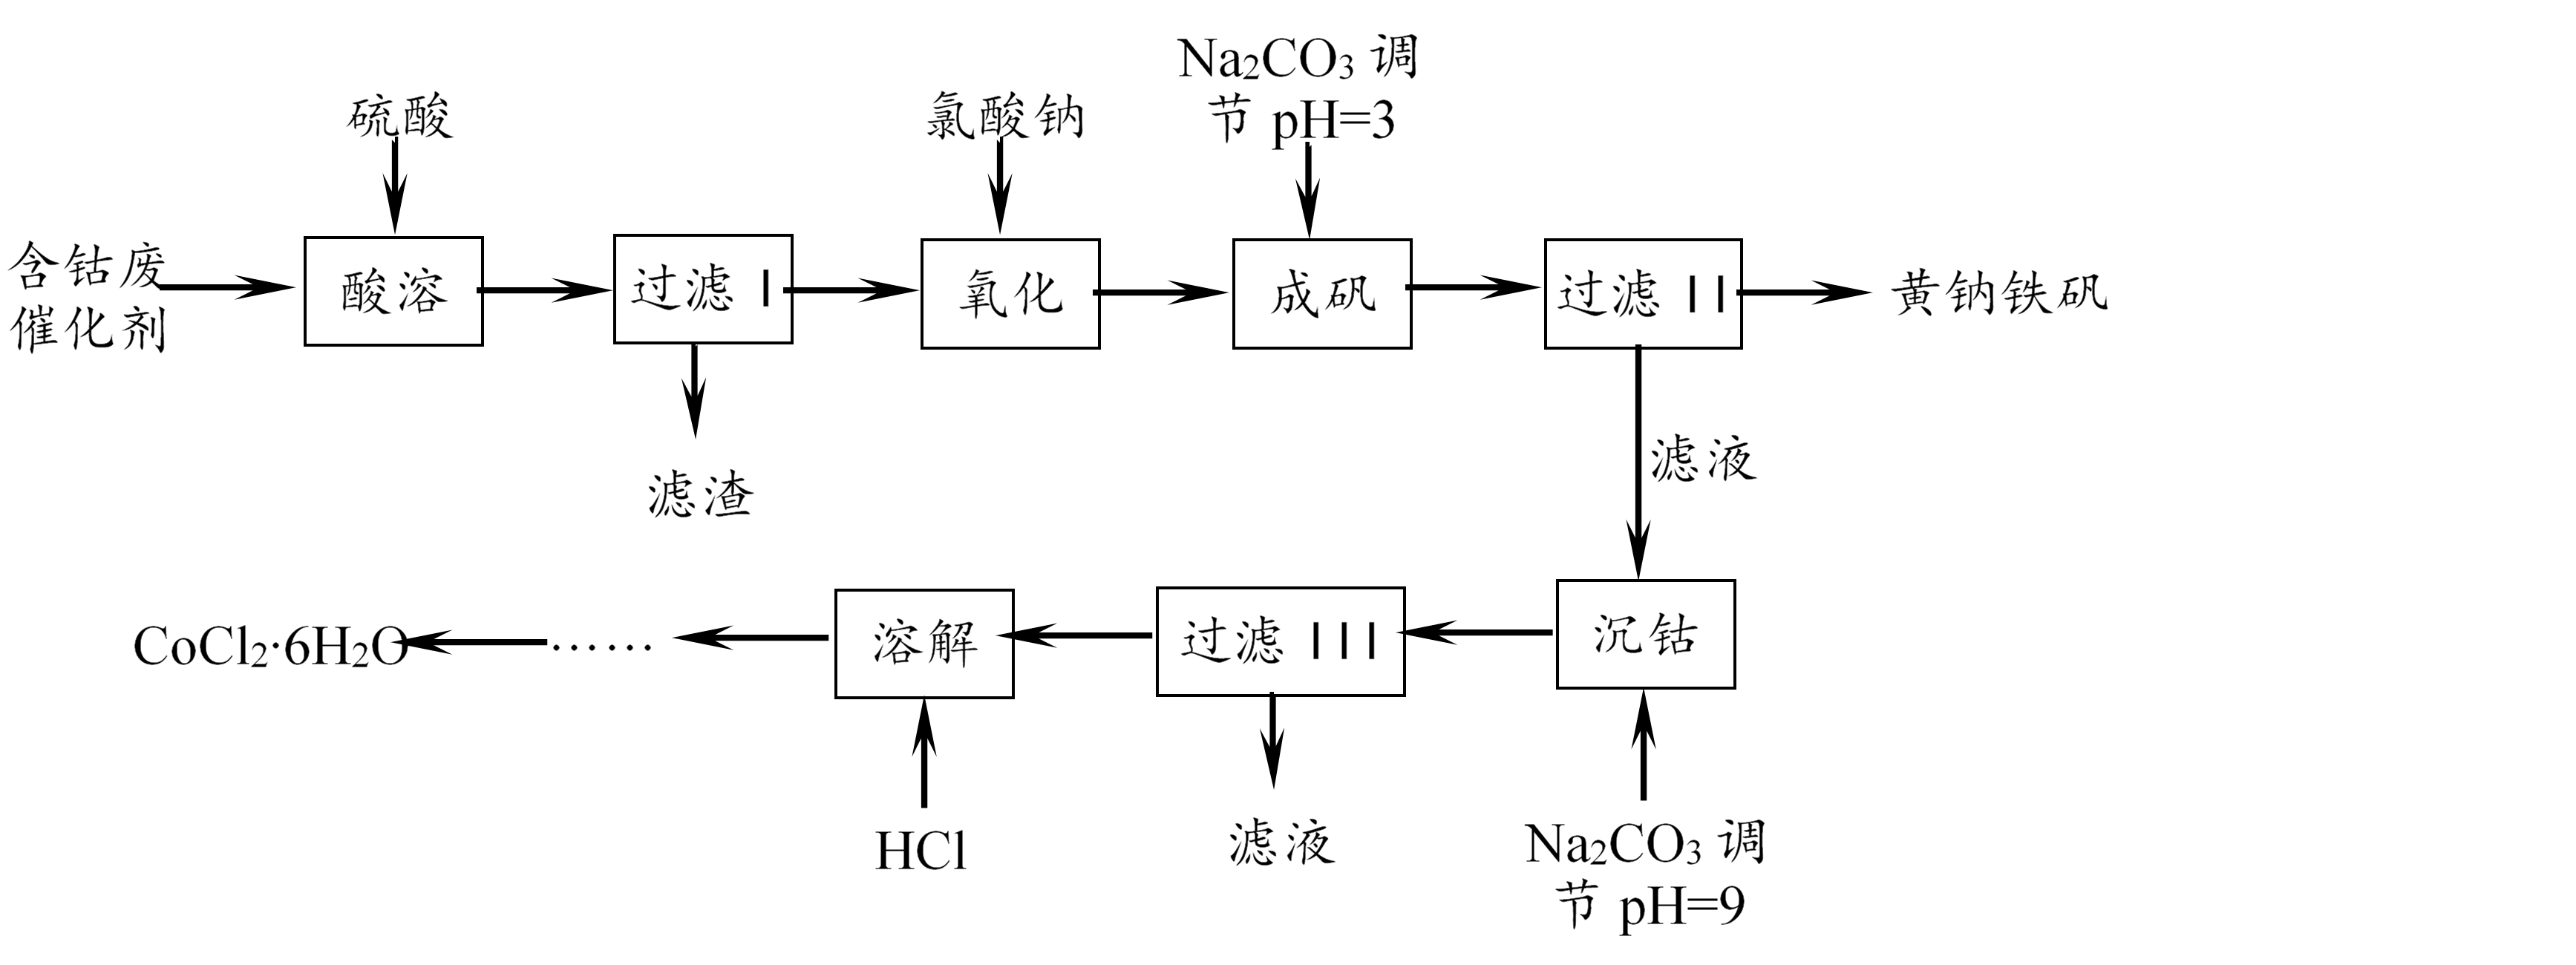 Na₂CO₃ 调
节 pH=3
硫酸
氯酸钠
含钴废
催化剂
酸溶
过滤 I
氧化
成矾
过滤 II
黄钠铁矾
滤渣
滤液
CoCl₂·6H₂O
……
溶解
过滤 III
沉钴
HCl
滤液
Na₂CO₃ 调
节 pH=9